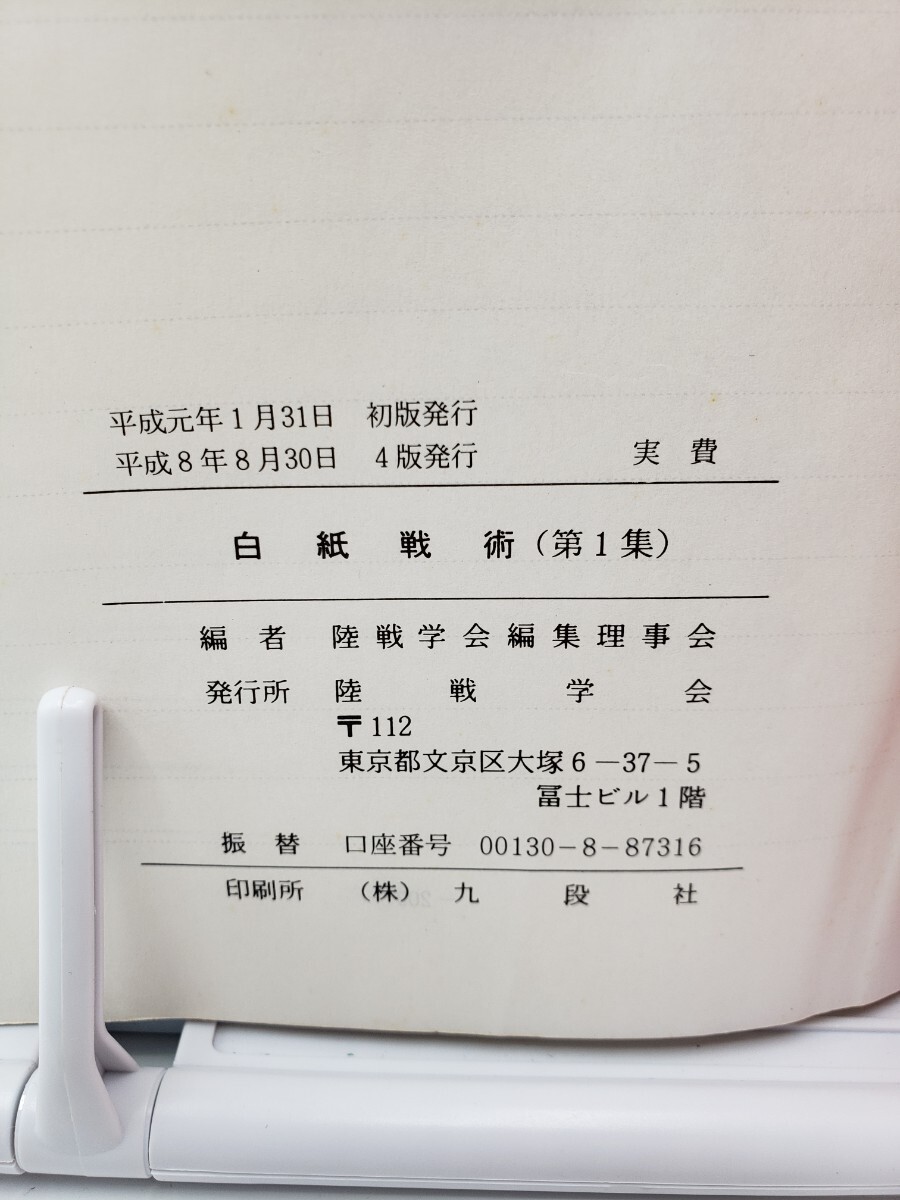 平成元年1月31日 初版発行
平成8年8月30日 4版発行 実費
白紙戦術(第1集)
編者 陸戦学会編集理事会
発行所 陸戦学会
〒112
東京都文京区大塚6-37-5
冨士ビル1階
振替 口座番号 00130-8-87316
印刷所 (株)九段社